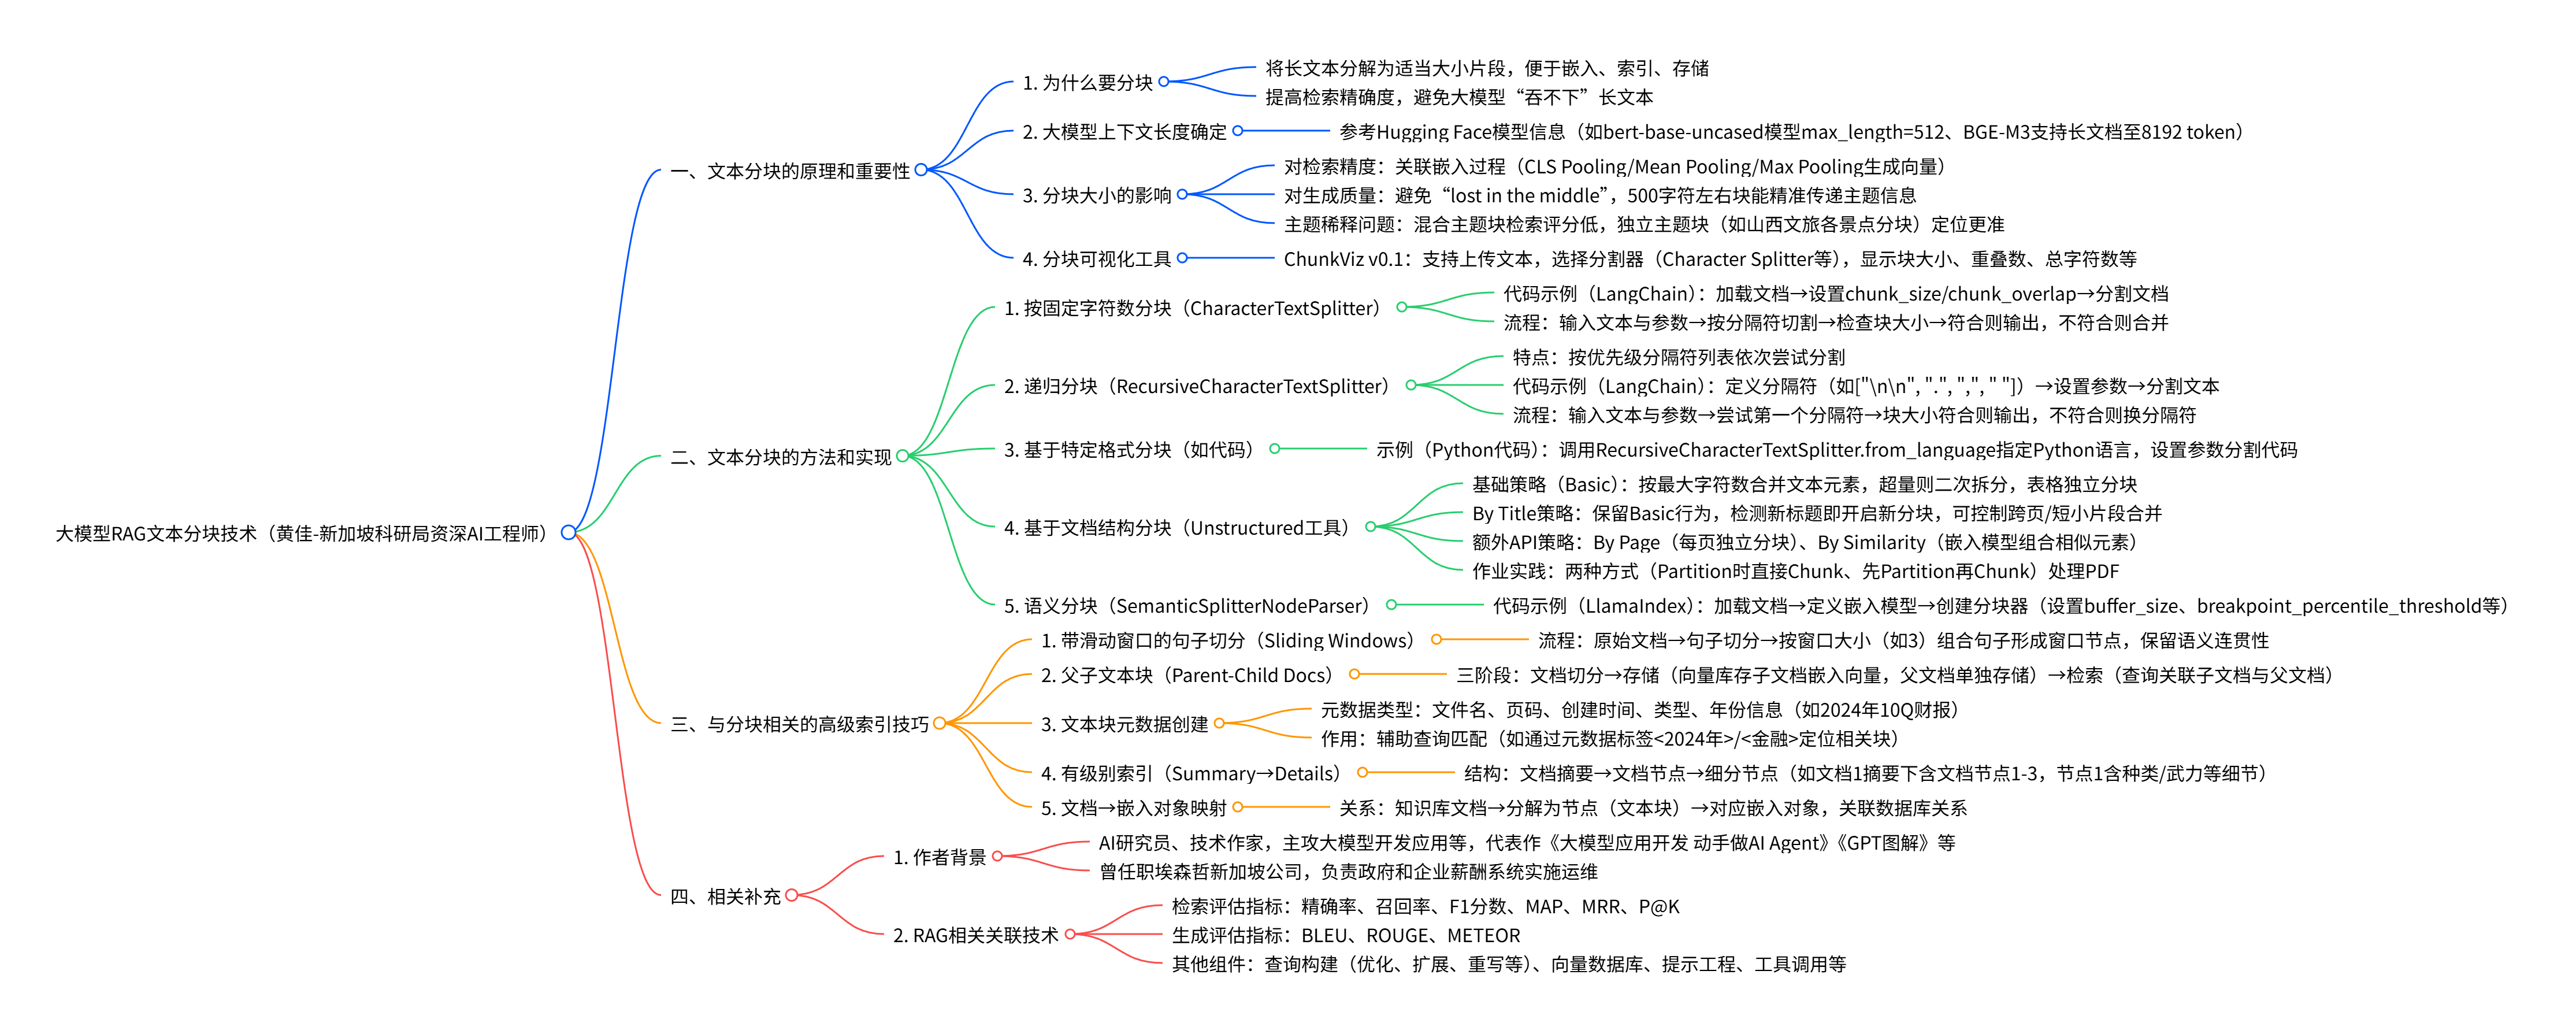 大模型RAG文本分块技术（黄佳-新加坡科研局资深AI工程师）
一、文本分块的原理和重要性
1. 为什么要分块
将长文本分解为适当大小片段，便于嵌入、索引、存储
提高检索精确度，避免大模型“吞不下”长文本
2. 大模型上下文长度确定
参考Hugging Face模型信息（如bert-base-uncased模型max_length=512、BGE-M3支持长文档至8192 token）
3. 分块大小的影响
对检索精度：关联嵌入过程（CLS Pooling/Mean Pooling/Max Pooling生成向量）
对生成质量：避免“lost in the middle”，500字符左右块能精准传递主题信息
主题稀释问题：混合主题块检索评分低，独立主题块（如山西文旅各景点分块）定位更准
4. 分块可视化工具
ChunkViz v0.1：支持上传文本，选择分割器（Character Splitter等），显示块大小、重叠数、总字符数等
二、文本分块的方法和实现
1. 按固定字符数分块（CharacterTextSplitter）
代码示例（LangChain）：加载文档→设置chunk_size/chunk_overlap→分割文档
流程：输入文本与参数→按分隔符切割→检查块大小→符合则输出，不符合则合并
2. 递归分块（RecursiveCharacterTextSplitter）
特点：按优先级分隔符列表依次尝试分割
代码示例（LangChain）：定义分隔符（如["\n\n", ".", ",", " "]）→设置参数→分割文本
流程：输入文本与参数→尝试第一个分隔符→块大小符合则输出，不符合则换分隔符
3. 基于特定格式分块（如代码）
示例（Python代码）：调用RecursiveCharacterTextSplitter.from_language指定Python语言，设置参数分割代码
4. 基于文档结构分块（Unstructured工具）
基础策略（Basic）：按最大字符数合并文本元素，超量则二次拆分，表格独立分块
By Title策略：保留Basic行为，检测新标题即开启新分块，可控制跨页/短小片段合并
额外API策略：By Page（每页独立分块）、By Similarity（嵌入模型组合相似元素）
作业实践：两种方式（Partition时直接Chunk、先Partition再Chunk）处理PDF
5. 语义分块（SemanticSplitterNodeParser）
代码示例（LlamaIndex）：加载文档→定义嵌入模型→创建分块器（设置buffer_size、breakpoint_percentile_threshold等）
三、与分块相关的高级索引技巧
1. 带滑动窗口的句子切分（Sliding Windows）
流程：原始文档→句子切分→按窗口大小（如3）组合句子形成窗口节点，保留语义连贯性
2. 父子文本块（Parent-Child Docs）
三阶段：文档切分→存储（向量库存子文档嵌入向量，父文档单独存储）→检索（查询关联子文档与父文档）
3. 文本块元数据创建
元数据类型：文件名、页码、创建时间、类型、年份信息（如2024年10Q财报）
作用：辅助查询匹配（如通过元数据标签<2024年>/<金融>定位相关块）
4. 有级别索引（Summary→Details）
结构：文档摘要→文档节点→细分节点（如文档1摘要下含文档节点1-3，节点1含种类/武力等细节）
5. 文档→嵌入对象映射
关系：知识库文档→分解为节点（文本块）→对应嵌入对象，关联数据库关系
四、相关补充
1. 作者背景
AI研究员、技术作家，主攻大模型开发应用等，代表作《大模型应用开发 动手做AI Agent》《GPT图解》等
曾任职埃森哲新加坡公司，负责政府和企业薪酬系统实施运维
2. RAG相关关联技术
检索评估指标：精确率、召回率、F1分数、MAP、MRR、P@K
生成评估指标：BLEU、ROUGE、METEOR
其他组件：查询构建（优化、扩展、重写等）、向量数据库、提示工程、工具调用等